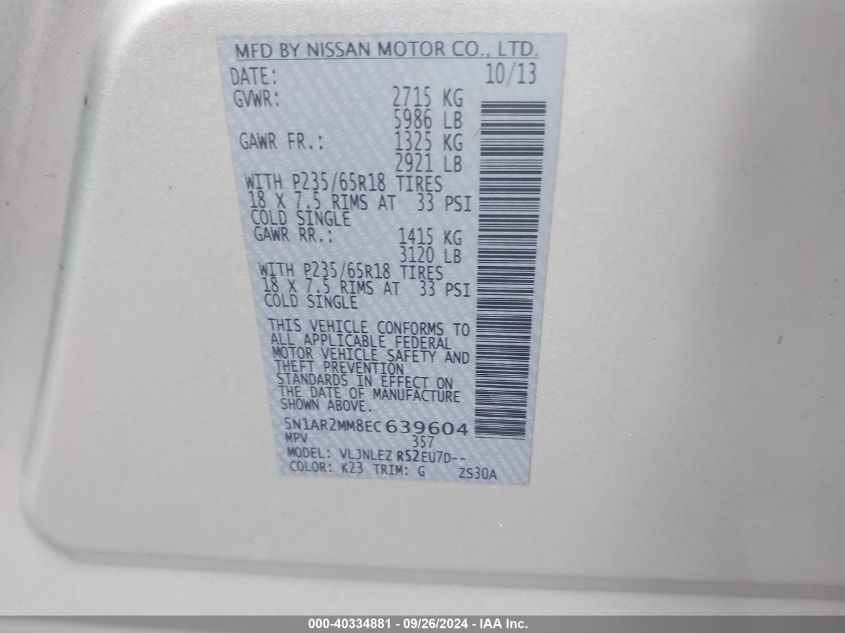 MFD BY NISSAN MOTOR CO., LTD.
DATE: 10/13
GVWR: 2715 KG
5986 LB
GAWR FR.: 1325 KG
2921 LB
WITH P235/65R18 TIRES
18 X 7.5 RIMS AT 33 PSI
COLD SINGLE
GAWR RR.: 1415 KG
3120 LB
WITH P235/65R18 TIRES
18 X 7.5 RIMS AT 33 PSI
COLD SINGLE
THIS VEHICLE CONFORMS TO
ALL APPLICABLE FEDERAL
MOTOR VEHICLE SAFETY AND
THEFT PREVENTION
STANDARDS IN EFFECT ON
THE DATE OF MANUFACTURE
SHOWN ABOVE.
5N1AR2MM8EC639604
MPV 357
MODEL: VLJNLEZ R52EU7D--
COLOR: K23 TRIM: G ZS30A
000-40334881 - 09/26/2024 - IAA Inc.